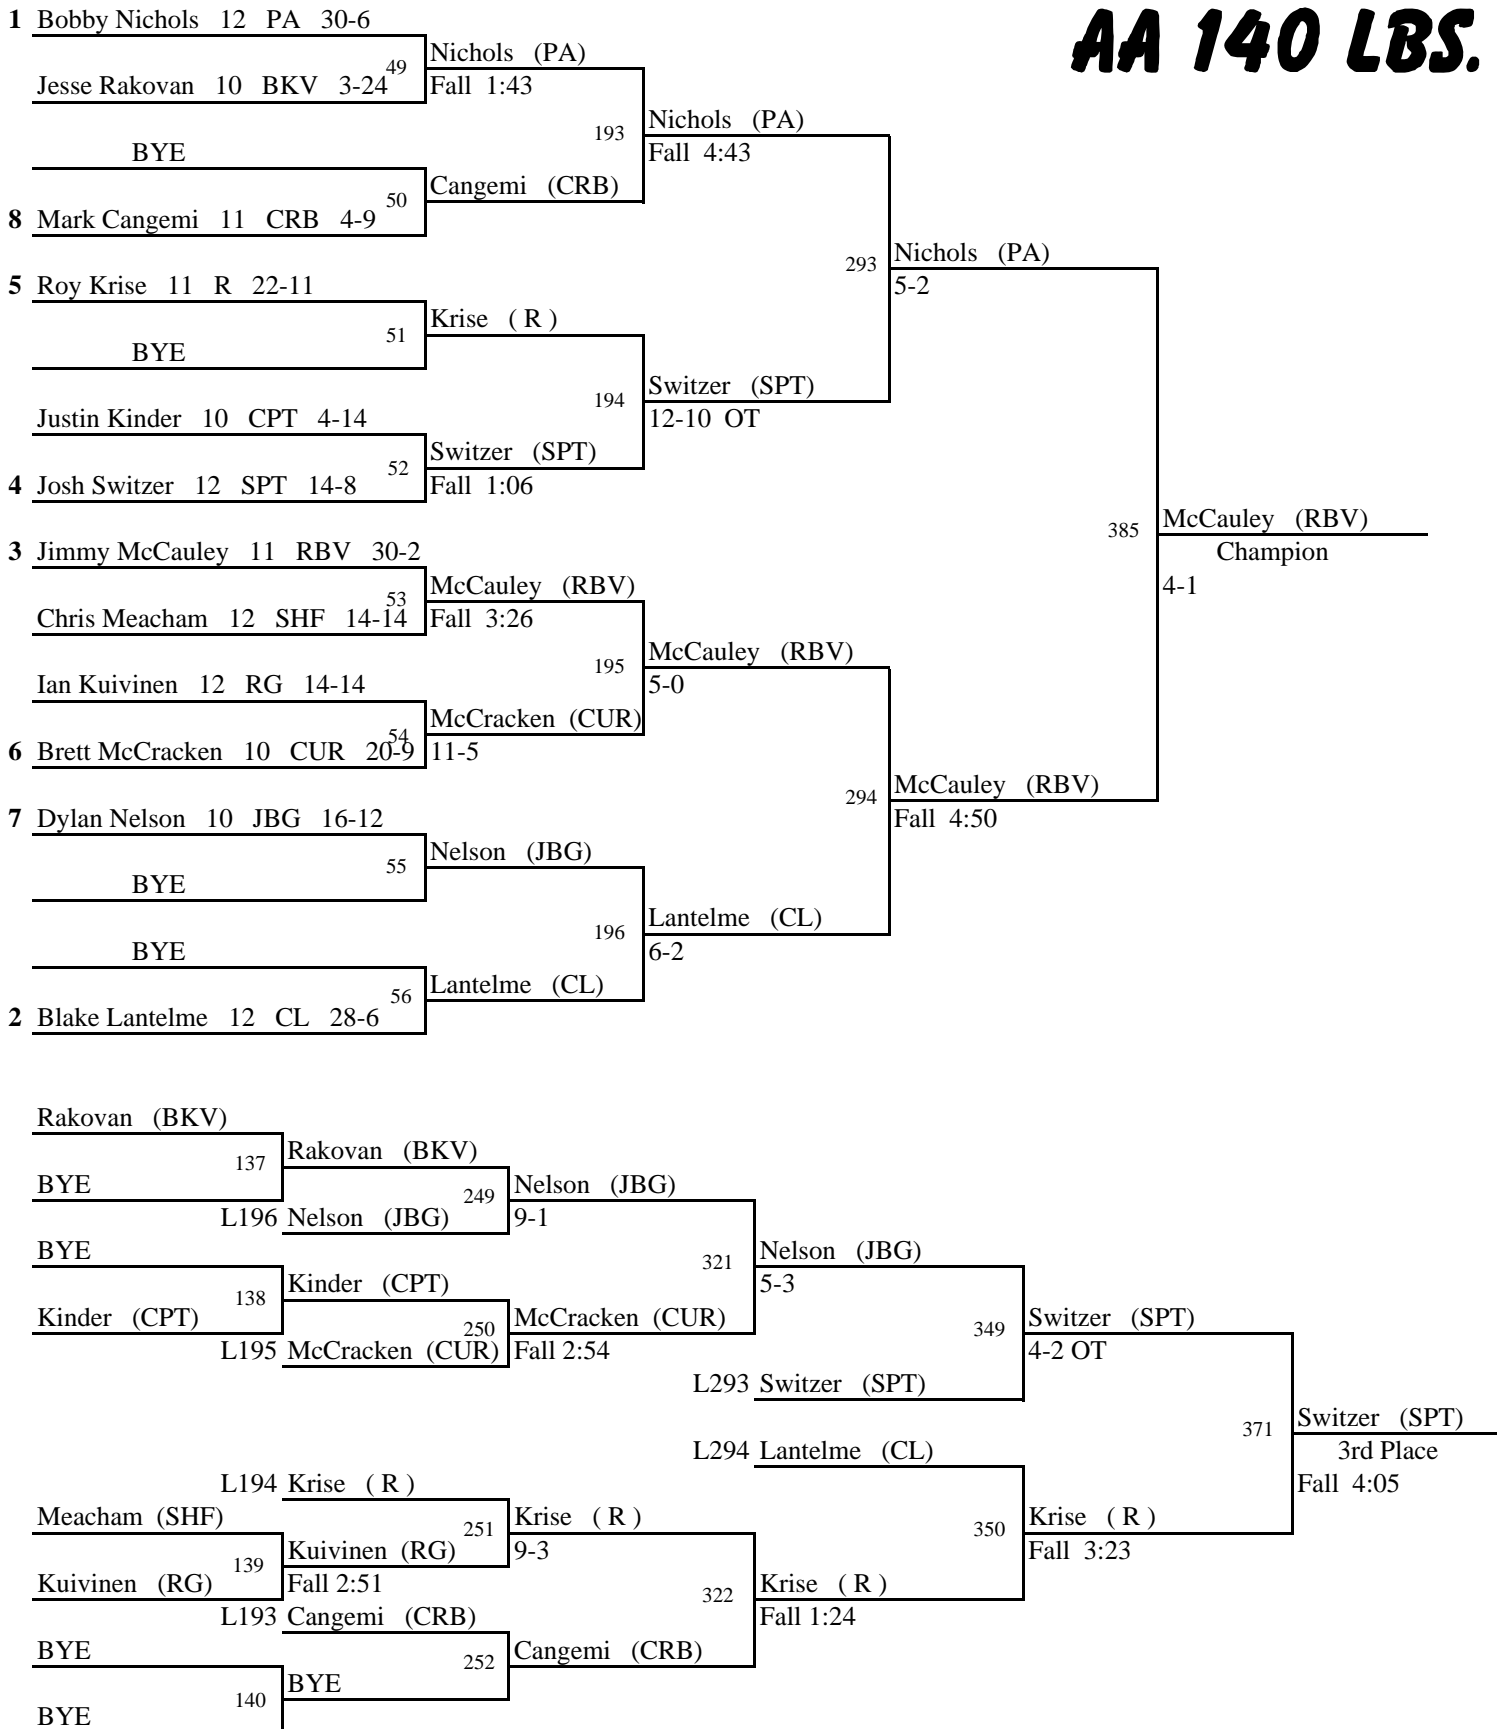 AA 140 LBS.
1 Bobby Nichols 12 PA 30-6
Nichols (PA)
49
Jesse Rakovan 10 BKV 3-24
Fall 1:43
193
Nichols (PA)
BYE
Fall 4:43
50
Cangemi (CRB)
8 Mark Cangemi 11 CRB 4-9
293
Nichols (PA)
5-2
5 Roy Krise 11 R 22-11
Krise ( R )
51
BYE
194
Switzer (SPT)
12-10 OT
Justin Kinder 10 CPT 4-14
Switzer (SPT)
52
4 Josh Switzer 12 SPT 14-8
Fall 1:06
385
McCauley (RBV)
Champion
4-1
3 Jimmy McCauley 11 RBV 30-2
McCauley (RBV)
53
Chris Meacham 12 SHF 14-14
Fall 3:26
195
McCauley (RBV)
5-0
Ian Kuivinen 12 RG 14-14
McCracken (CUR)
54
6 Brett McCracken 10 CUR 20-9
11-5
294
McCauley (RBV)
Fall 4:50
7 Dylan Nelson 10 JBG 16-12
Nelson (JBG)
55
BYE
196
Lantelme (CL)
6-2
BYE
Lantelme (CL)
56
2 Blake Lantelme 12 CL 28-6
Rakovan (BKV)
137
Rakovan (BKV)
BYE
249
Nelson (JBG)
L196 Nelson (JBG)
9-1
BYE
321
Nelson (JBG)
5-3
138
Kinder (CPT)
Kinder (CPT)
250
McCracken (CUR)
L195 McCracken (CUR)
Fall 2:54
349
Switzer (SPT)
4-2 OT
L293 Switzer (SPT)
371
Switzer (SPT)
3rd Place
Fall 4:05
L294 Lantelme (CL)
L194 Krise ( R )
Meacham (SHF)
251
Krise ( R )
9-3
350
Krise ( R )
Fall 3:23
139
Kuivinen (RG)
Kuivinen (RG)
Fall 2:51
322
Krise ( R )
Fall 1:24
L193 Cangemi (CRB)
BYE
252
Cangemi (CRB)
BYE
140
BYE